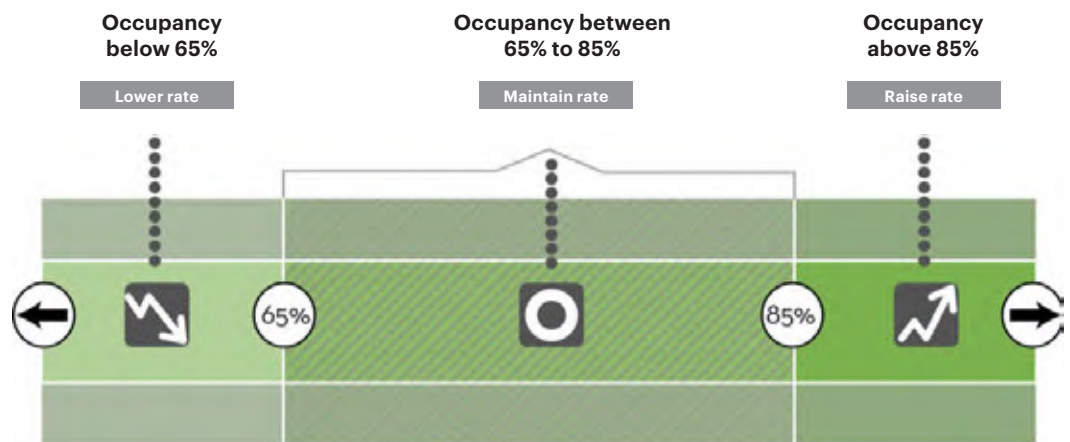 Occupancy
below 65%
Lower rate
Occupancy between
65% to 85%
Maintain rate
Occupancy
above 85%
Raise rate
65%
85%